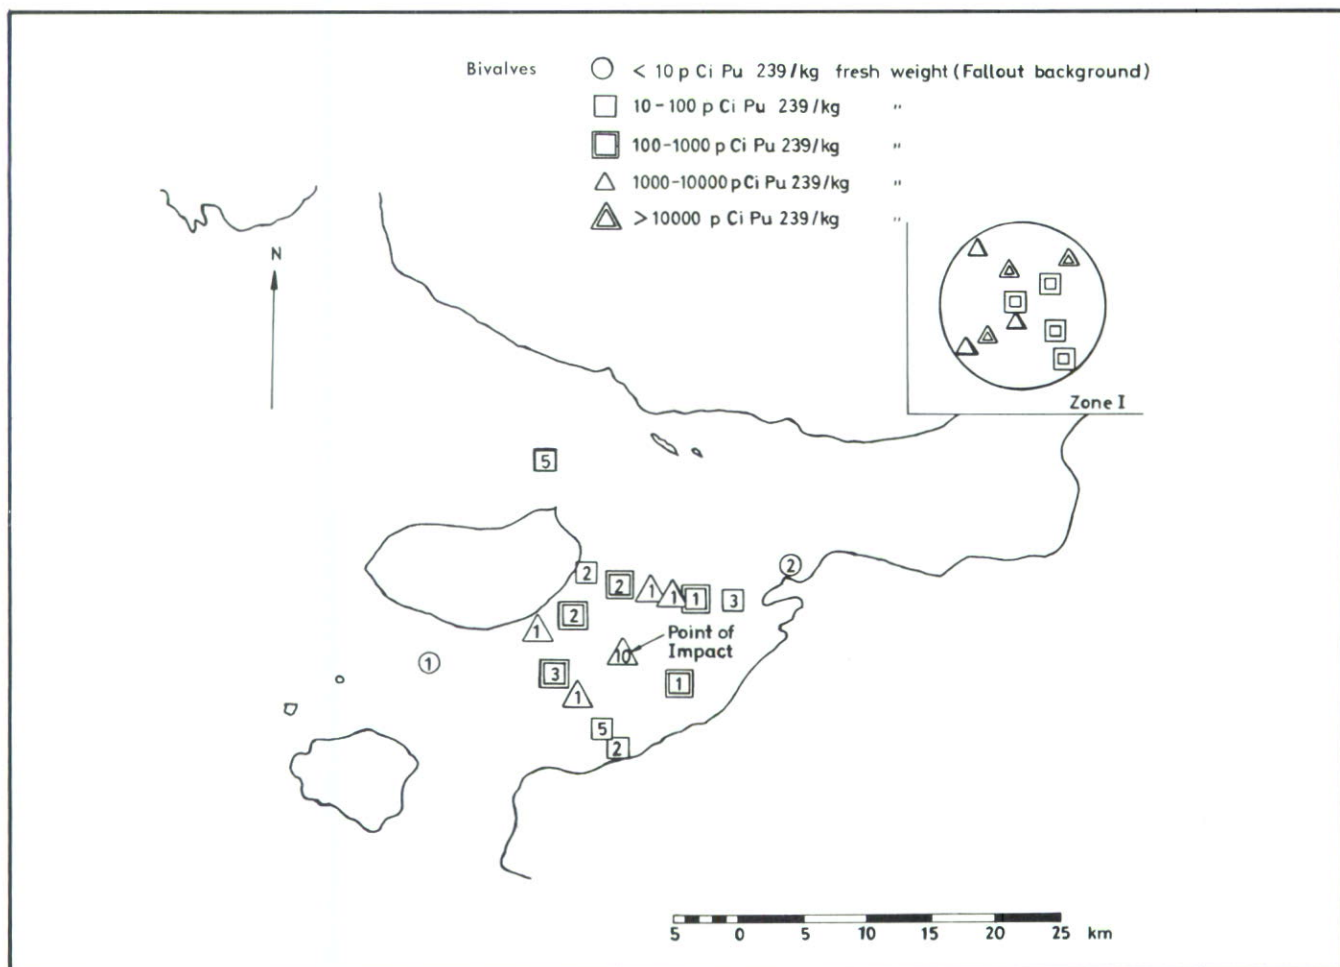 Bivalves < 10 p Ci Pu 239/kg fresh weight (Fallout background)
10-100 p Ci Pu 239/kg "
100-1000 p Ci Pu 239/kg "
1000-10000 p Ci Pu 239/kg "
> 10000 p Ci Pu 239/kg "
N
Zone I
5
2
2
2
1
1
1
3
2
1
Point of
Impact
10
1
3
1
1
5
2
5 0 5 10 15 20 25 km